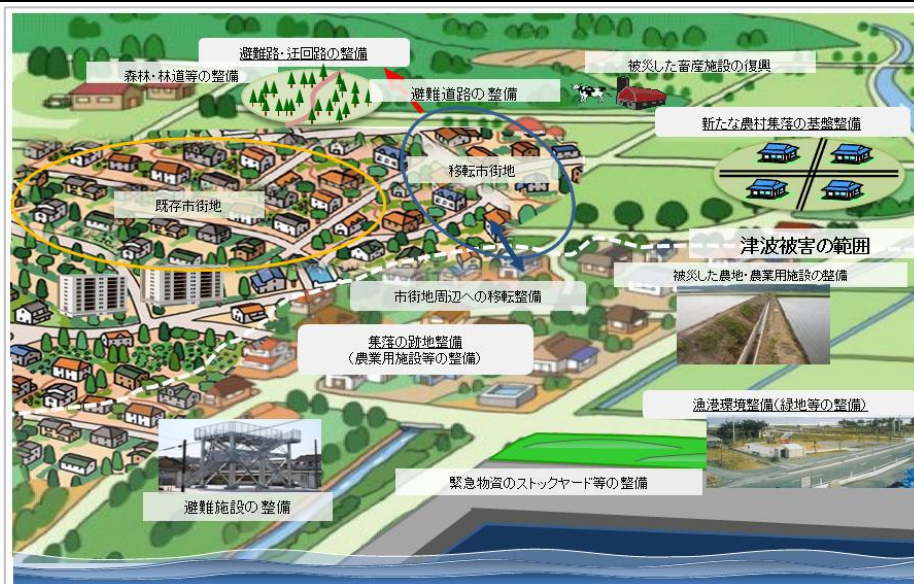 避難路・迂回路の整備
森林・林道等の整備
被災した畜産施設の復興
避難道路の整備
新たな農村集落の基盤整備
移転市街地
既存市街地
津波被害の範囲
被災した農地・農業用施設の整備
市街地周辺への移転整備
集落の跡地整備
(農業用施設等の整備)
漁港環境整備(緑地等の整備)
緊急物資のストックヤード等の整備
避難施設の整備